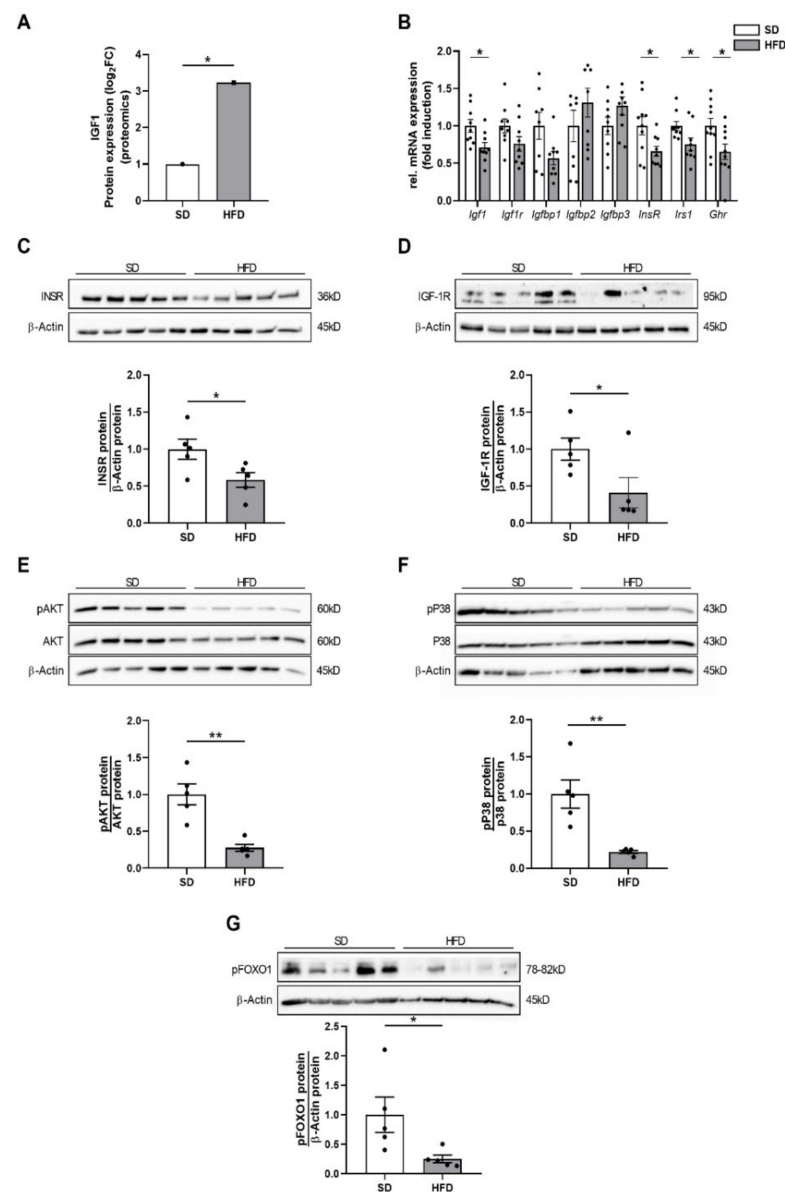 A
IGF1
Protein expression (log₂FC)
(proteomics)
4
3
2
1
0
*
SD
HFD
B
SD
HFD
rel. mRNA expression
(fold induction)
2.0
1.5
1.0
0.5
0.0
* * * *
Igf1 Igf1r Igfbp1 Igfbp2 Igfbp3 InsR Irs1 Ghr
C
SD HFD
INSR 36kD
β-Actin 45kD
INSR protein
β-Actin protein
2.0
1.5
1.0
0.5
0.0
*
SD HFD
D
SD HFD
IGF-1R 95kD
β-Actin 45kD
IGF-1R protein
β-Actin protein
2.0
1.5
1.0
0.5
0.0
*
SD HFD
E
SD HFD
pAKT 60kD
AKT 60kD
β-Actin 45kD
pAKT protein
AKT protein
2.0
1.5
1.0
0.5
0.0
**
SD HFD
F
SD HFD
pP38 43kD
P38 43kD
β-Actin 45kD
pP38 protein
p38 protein
2.0
1.5
1.0
0.5
0.0
**
SD HFD
G
SD HFD
pFOXO1 78-82kD
β-Actin 45kD
pFOXO1 protein
β-Actin protein
2.5
2.0
1.5
1.0
0.5
0.0
*
SD HFD